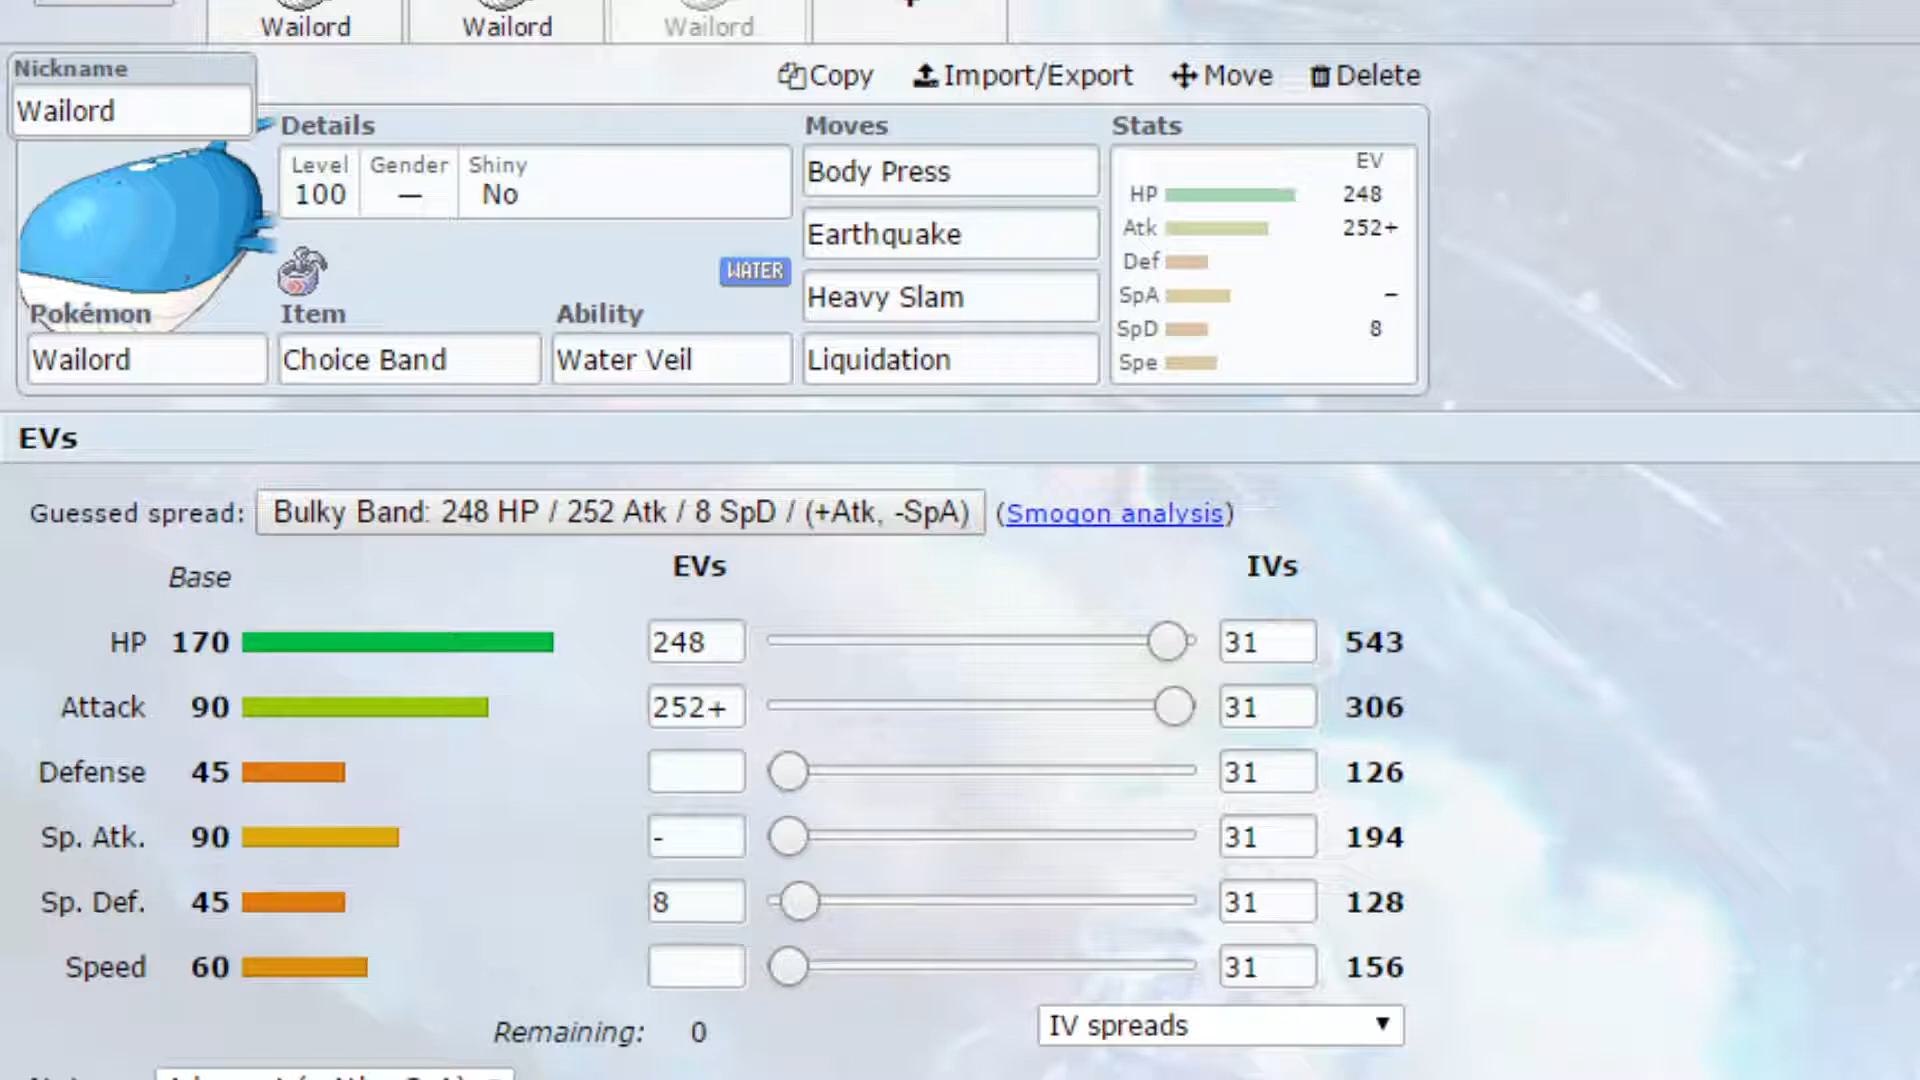 Wailord Wailord Wailord
Nickname
Wailord
Copy Import/Export Move Delete
Details Moves Stats
Level Gender Shiny
100 — No
WATER
Pokémon Item Ability
Wailord Choice Band Water Veil
Body Press
Earthquake
Heavy Slam
Liquidation
EV
HP 248
Atk 252+
Def
SpA –
SpD 8
Spe
EVs
Guessed spread: Bulky Band: 248 HP / 252 Atk / 8 SpD / (+Atk, -SpA) (Smogon analysis)
Base EVs IVs
HP 170 248 31 543
Attack 90 252+ 31 306
Defense 45 31 126
Sp. Atk. 90 - 31 194
Sp. Def. 45 8 31 128
Speed 60 31 156
Remaining: 0
IV spreads